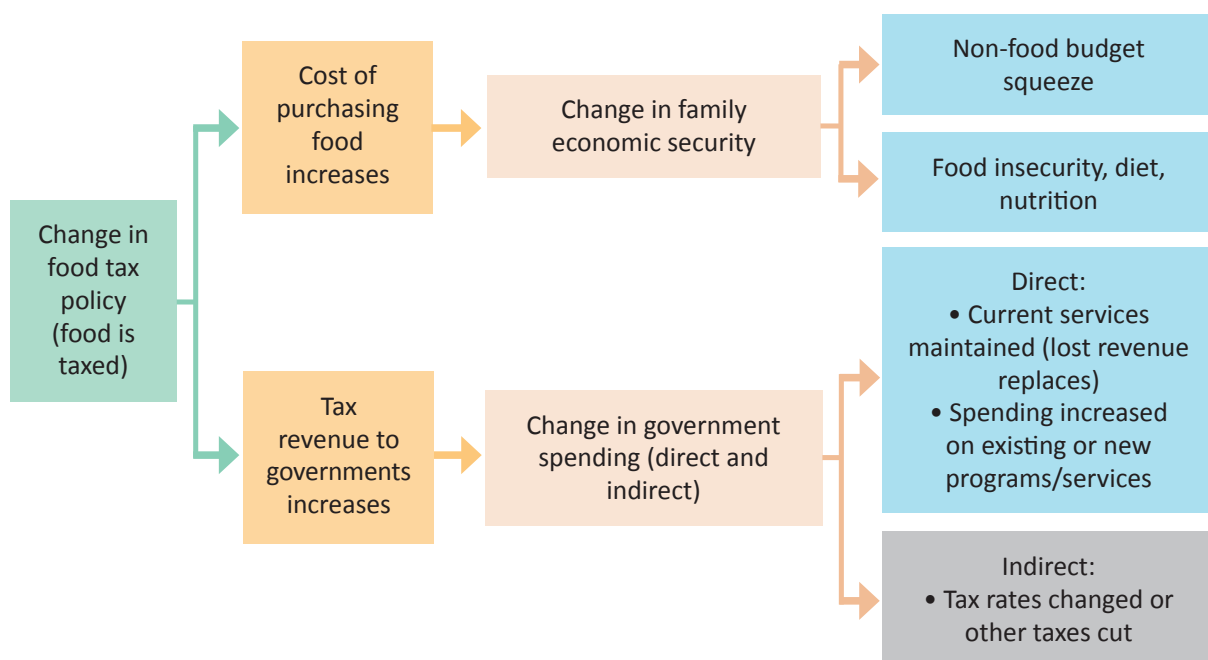 Change in
food tax
policy
(food is
taxed)
Cost of
purchasing
food
increases
Change in family
economic security
Non-food budget
squeeze
Food insecurity, diet,
nutrition
Tax
revenue to
governments
increases
Change in government
spending (direct and
indirect)
Direct:
• Current services
maintained (lost revenue
replaces)
• Spending increased
on existing or new
programs/services
Indirect:
• Tax rates changed or
other taxes cut